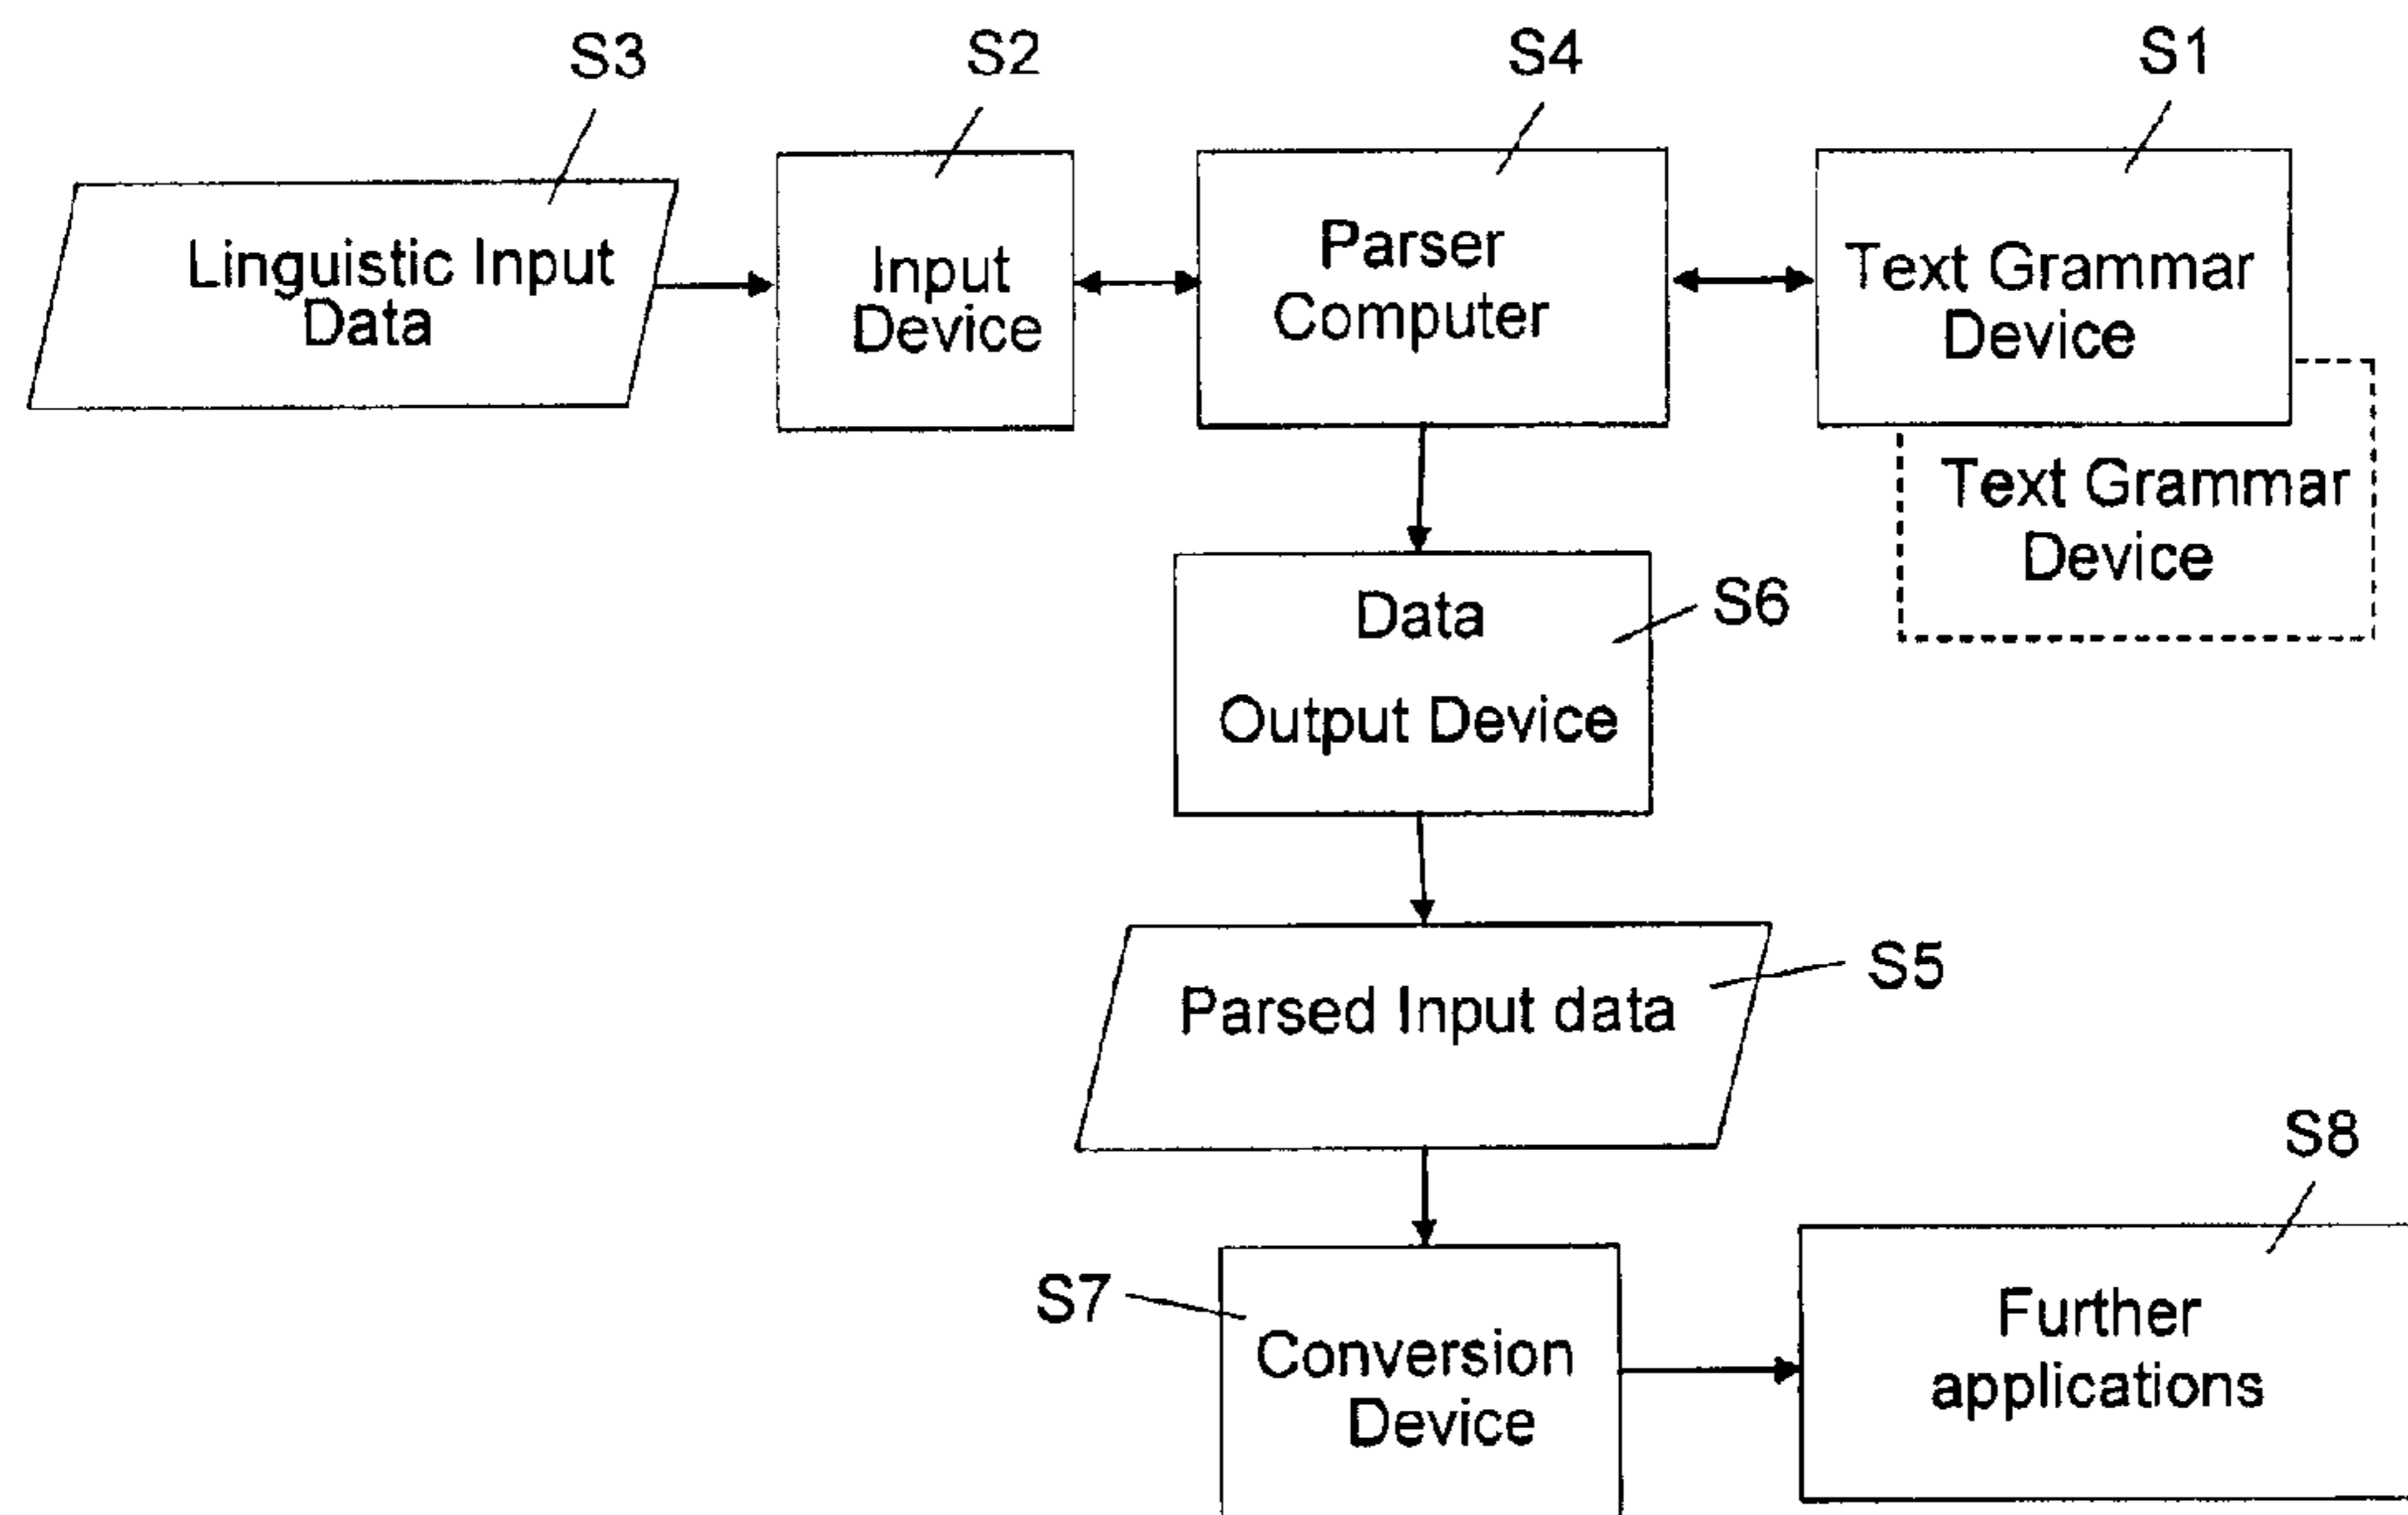 S3
S2
S4
S1
Linguistic Input
Data
Input
Device
Parser
Computer
Text Grammar
Device
Text Grammar
Device
Data
Output Device
S6
Parsed Input data
S5
S7
Conversion
Device
S8
Further
applications